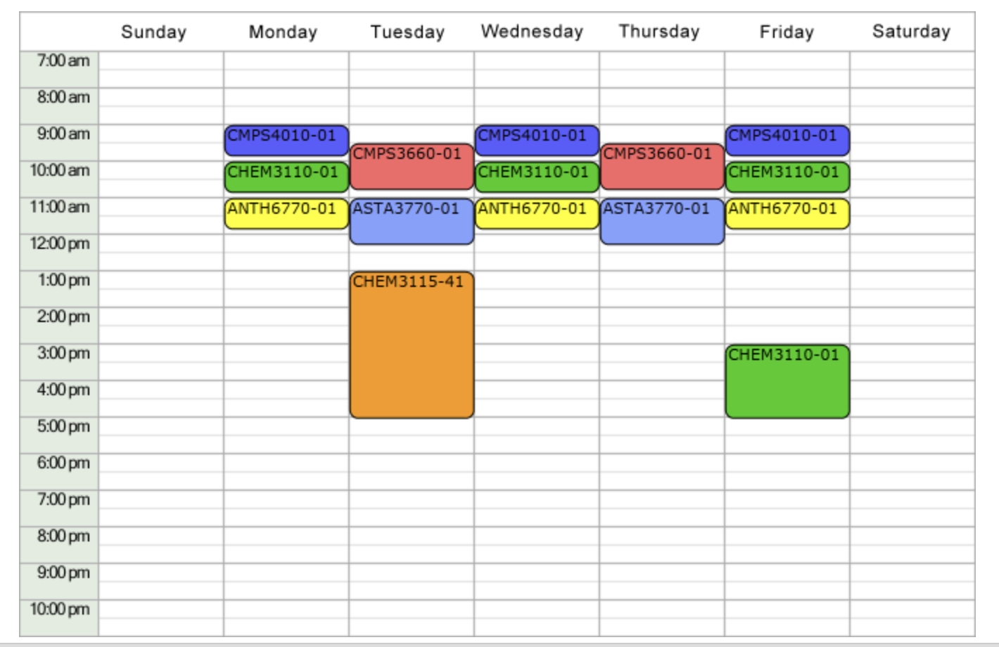 Sunday Monday Tuesday Wednesday Thursday Friday Saturday
7:00 am
8:00 am
9:00 am CMPS4010-01 CMPS4010-01 CMPS4010-01
CMPS3660-01 CMPS3660-01
10:00 am CHEM3110-01 CHEM3110-01 CHEM3110-01
11:00 am ANTH6770-01 ASTA3770-01 ANTH6770-01 ASTA3770-01 ANTH6770-01
12:00 pm
1:00 pm CHEM3115-41
2:00 pm
3:00 pm CHEM3110-01
4:00 pm
5:00 pm
6:00 pm
7:00 pm
8:00 pm
9:00 pm
10:00 pm